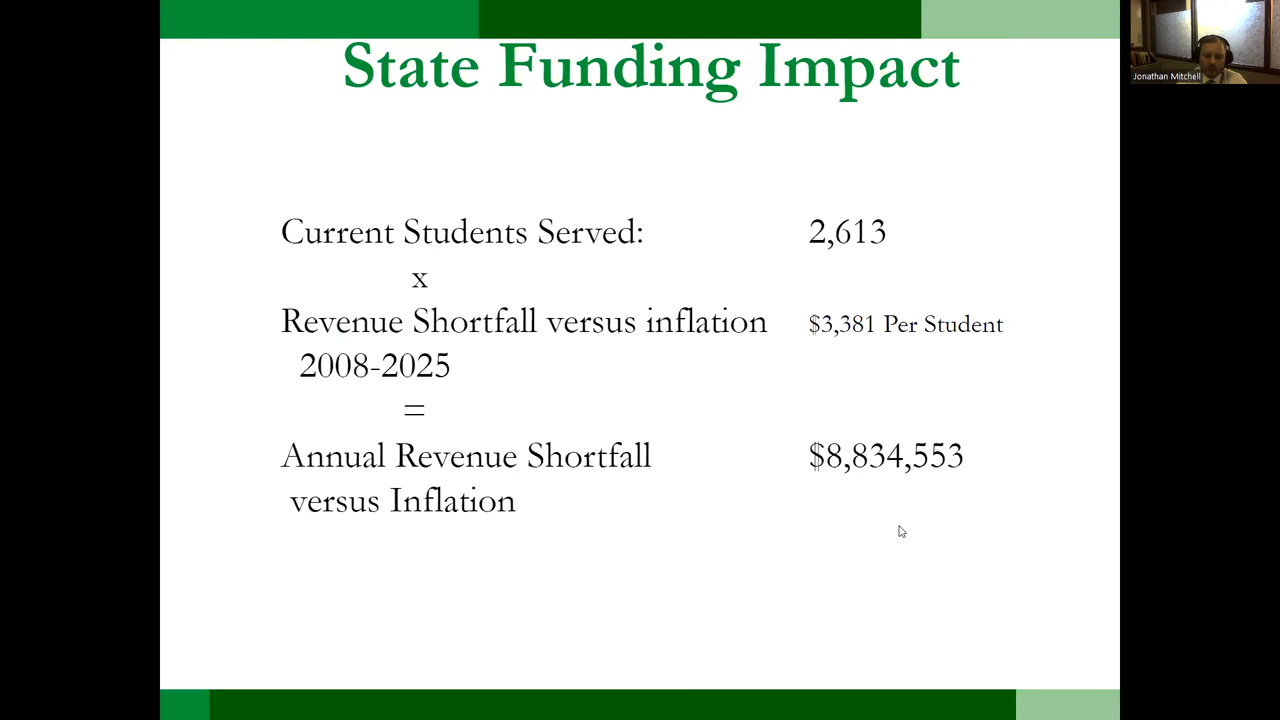 State Funding Impact
Jonathan Mitchell
Current Students Served: 2,613
x
Revenue Shortfall versus inflation $3,381 Per Student
2008-2025
=
Annual Revenue Shortfall $8,834,553
versus Inflation